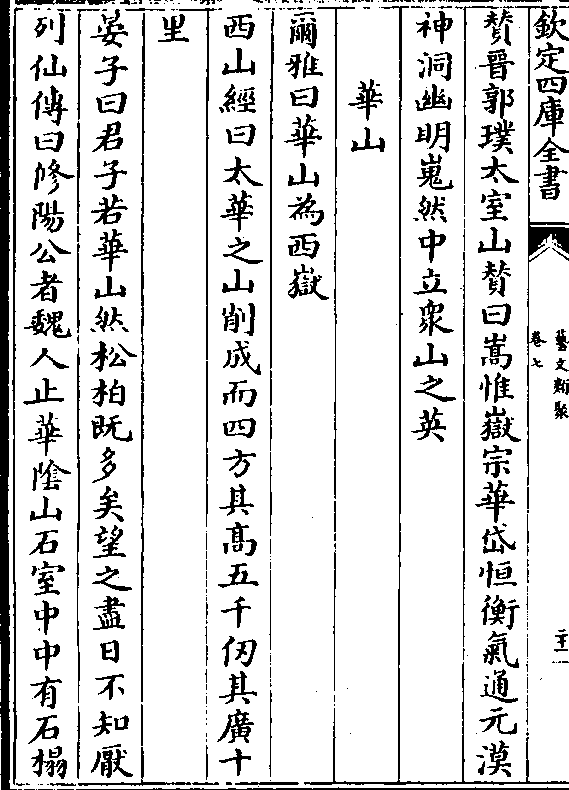 欽定四庫全書
藝文類聚
卷七
二十一
贊晉郭璞太室山贊曰嵩惟嶽宗華岱恒衡氣通元漠
神洞幽明嵬然中立衆山之英
華山
爾雅曰華山為西嶽
西山經曰太華之山削成而四方其髙五千仞其廣十
里
晏子曰君子若華山然松柏既多矣望之盡日不知厭
列仙傳曰修陽公者魏人止華隂山石室中中有石榻